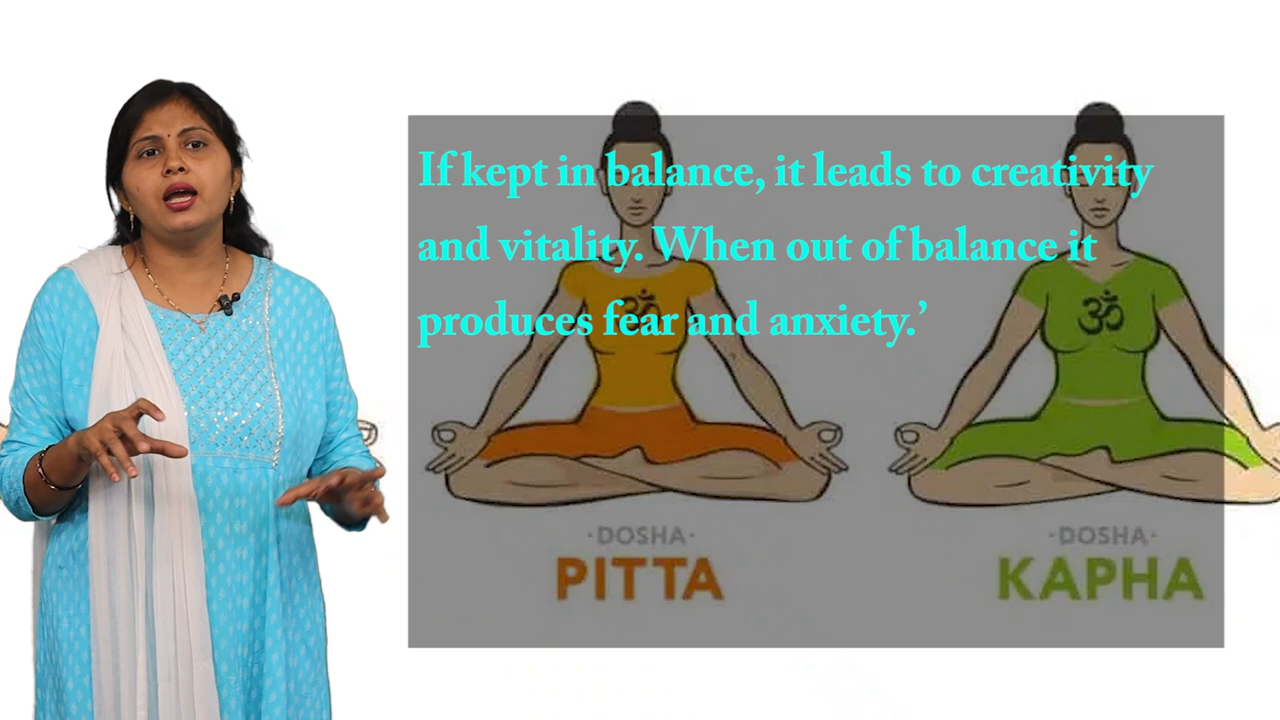 If kept in balance, it leads to creativity
and vitality. When out of balance it
produces fear and anxiety.’
ॐ ॐ
·DOSHA· ·DOSHA·
PITTA KAPHA